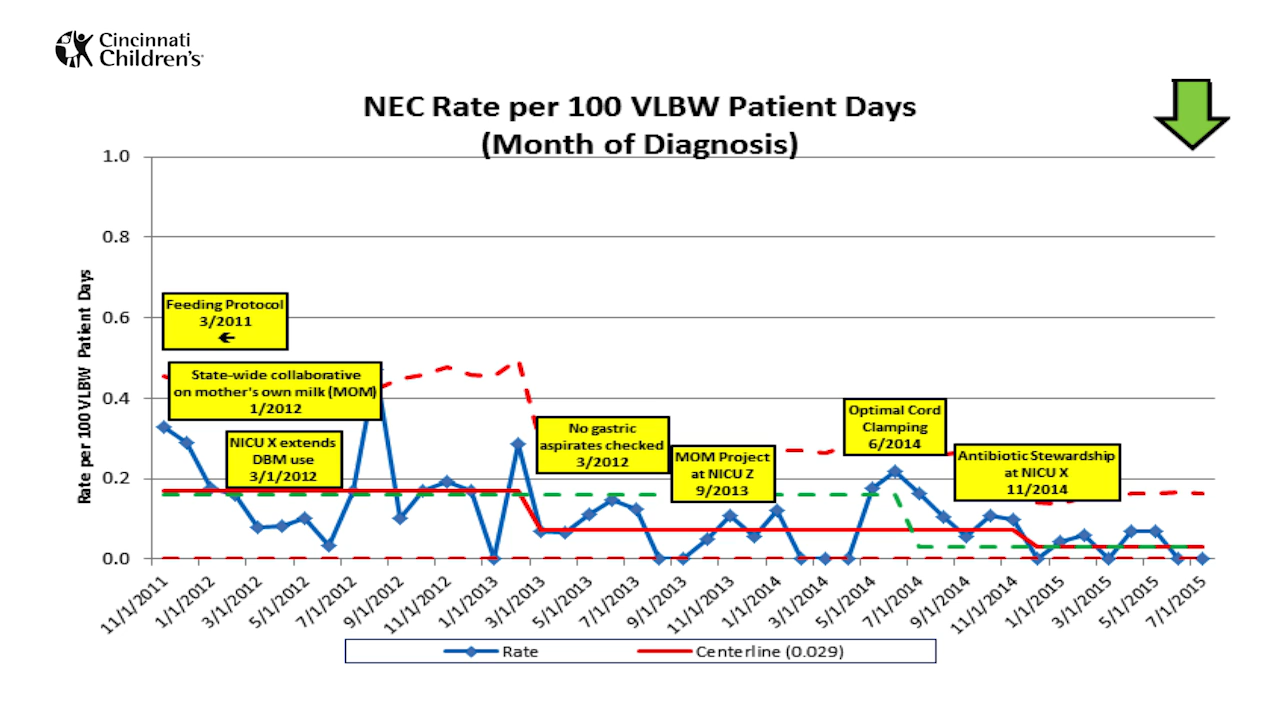 Cincinnati
Children's
NEC Rate per 100 VLBW Patient Days
(Month of Diagnosis)
Rate per 100 VLBW Patient Days
1.0
0.8
0.6
0.4
0.2
0.0
Feeding Protocol
3/2011
←
State-wide collaborative
on mother's own milk (MOM)
1/2012
NICU X extends
DBM use
3/1/2012
No gastric
aspirates checked
3/2012
MOM Project
at NICU Z
9/2013
Optimal Cord
Clamping
6/2014
Antibiotic Stewardship
at NICU X
11/2014
11/1/2011
1/1/2012
3/1/2012
5/1/2012
7/1/2012
9/1/2012
11/1/2012
1/1/2013
3/1/2013
5/1/2013
7/1/2013
9/1/2013
11/1/2013
1/1/2014
3/1/2014
5/1/2014
7/1/2014
9/1/2014
11/1/2014
1/1/2015
3/1/2015
5/1/2015
7/1/2015
Rate
Centerline (0.029)